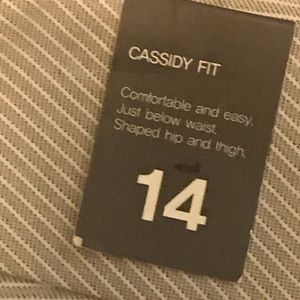 CASSIDY FIT
Comfortable and easy.
Just below waist.
Shaped hip and thigh.
14